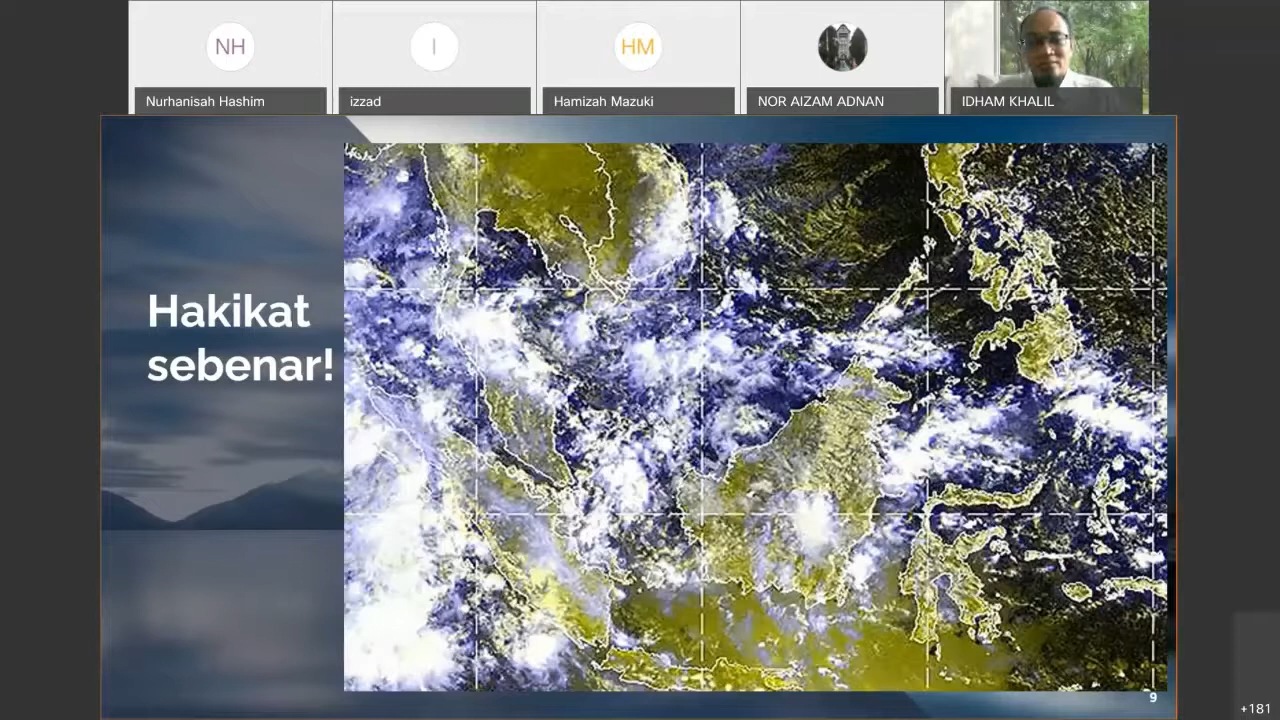 NH
I
HM
Nurhanisah Hashim
izzad
Hamizah Mazuki
NOR AIZAM ADNAN
IDHAM KHALIL
Hakikat
sebenar!
9
+181